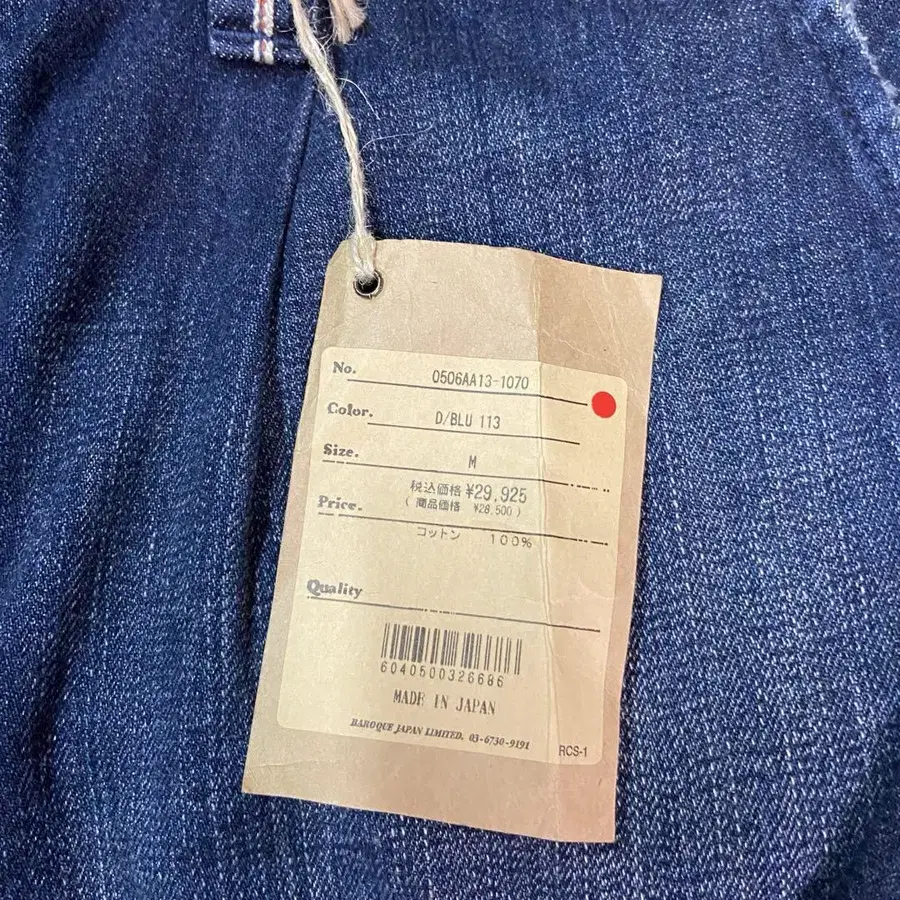 No. 0506AA13-1070
Color. D/BLU 113
Size. M
税込価格 ¥29,925
Price. ( 商品価格 ¥28,500 )
コットン 100%
Quality
6040500326686
MADE IN JAPAN
BAROQUE JAPAN LIMITED. 03-6730-9191
RCS-1